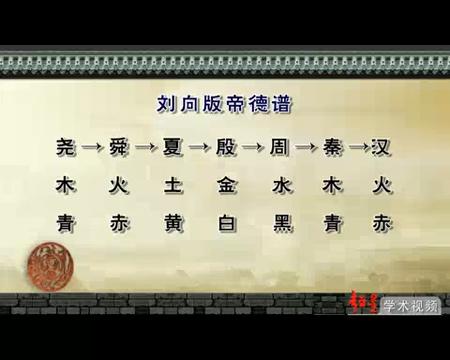 刘向版帝德谱
尧→舜→夏→殷→周→秦→汉
木 火 土 金 水 木 火
青 赤 黄 白 黑 青 赤
学术视频